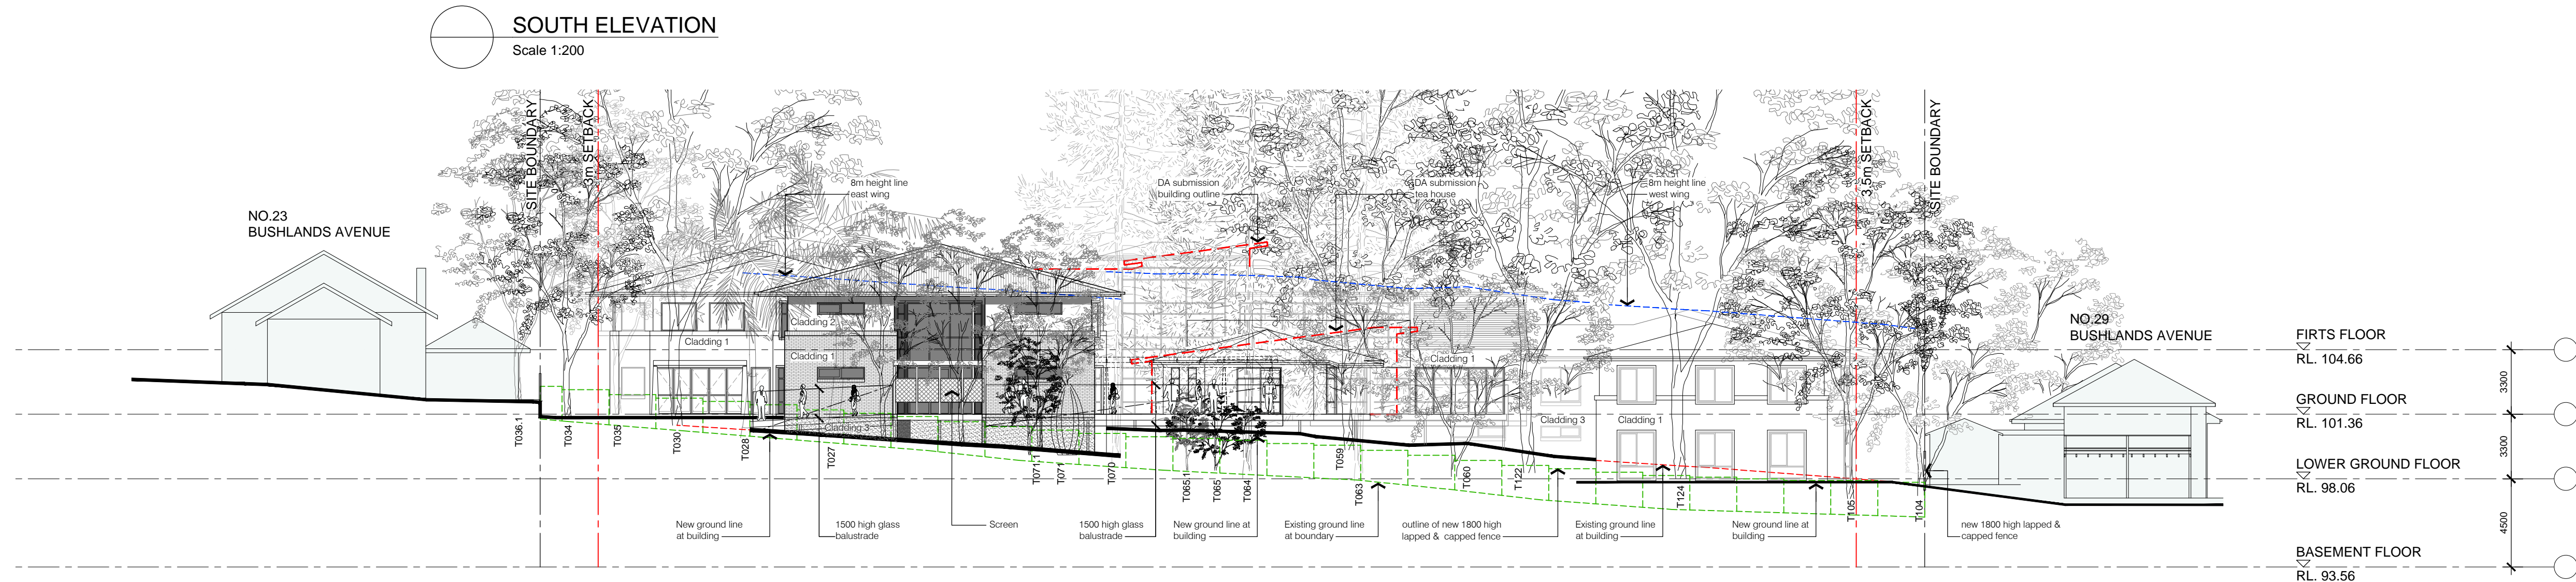 SOUTH ELEVATION
Scale 1:200
SITE BOUNDARY
3m SETBACK
3.5m SETBACK
SITE BOUNDARY
8m height line
east wing
DA submission
building outline
DA submission
tea house
8m height line
west wing
NO.23
BUSHLANDS AVENUE
NO.29
BUSHLANDS AVENUE
FIRTS FLOOR
RL. 104.66
3300
GROUND FLOOR
RL. 101.36
3300
LOWER GROUND FLOOR
RL. 98.06
4500
BASEMENT FLOOR
RL. 93.56
Cladding 2
Cladding 1
Cladding 1
Cladding 1
Cladding 3
Cladding 3
Cladding 1
T036.1
T034
T035
T030
T028
T027
T071.1
T071
T070
T065.1
T065
T064
T059
T063
T060
T122
T124
T105
T104
New ground line
at building
1500 high glass
balustrade
Screen
1500 high glass
balustrade
New ground line at
building
Existing ground line
at boundary
outline of new 1800 high
lapped & capped fence
Existing ground line
at building
New ground line at
building
new 1800 high lapped &
capped fence